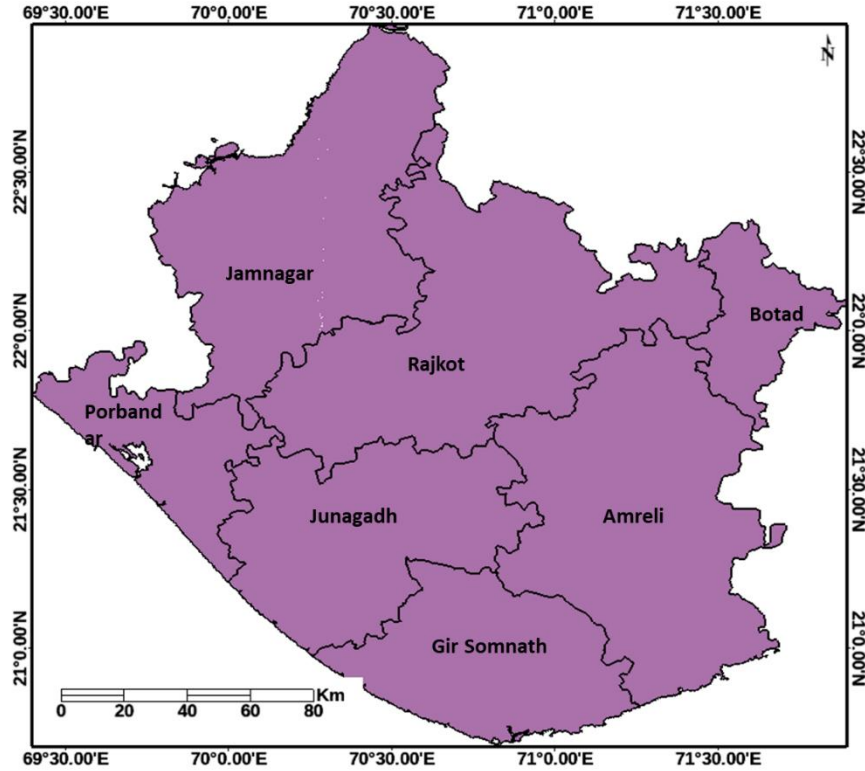 69°30.00'E 70°0.00'E 70°30.00'E 71°0.00'E 71°30.00'E
N
22°30.00'N 22°30.00'N
Jamnagar
Botad
22°0.00'N 22°0.00'N
Rajkot
Porband
ar
21°30.00'N 21°30.00'N
Junagadh Amreli
Gir Somnath
21°0.00'N 21°0.00'N
Km
0 20 40 60 80
69°30.00'E 70°0.00'E 70°30.00'E 71°0.00'E 71°30.00'E